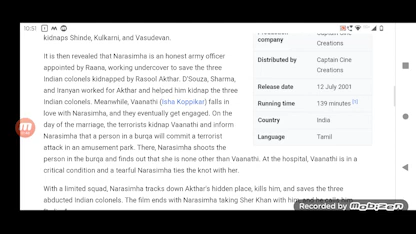 10:37
kidnaps Shinde, Kulkarni, and Vasudevan.
company
Creations
It is then revealed that Narasimha is an honest army officer
appointed by Raana, working undercover to save the three
Indian colonels kidnapped by Rasool Akthar. D'Souza, Sharma,
and Iranyan worked for Akthar and helped him kidnap the three
Indian colonels. Meanwhile, Vaanathi (Isha Koppikar) falls in
love with Narasimha, and they eventually get engaged. On the
day of the marriage, the terrorists kidnap Vaanathi and inform
Narasimha that a person in a burqa will commit a terrorist
attack in an amusement park. There, Narasimha shoots the
person in the burqa and finds out that she is none other than Vaanathi. At the hospital, Vaanathi is in a
critical condition and a tearful Narasimha ties the knot with her.
Distributed by Captain Cine
Creations
Release date 12 July 2001
Running time 139 minutes
Country India
Language Tamil
With a limited squad, Narasimha tracks down Akthar's hidden place, kills him, and saves the three
abducted Indian colonels. The film ends with Narasimha taking Sher Khan with him, and he calls him
Recorded by MOBIZEN